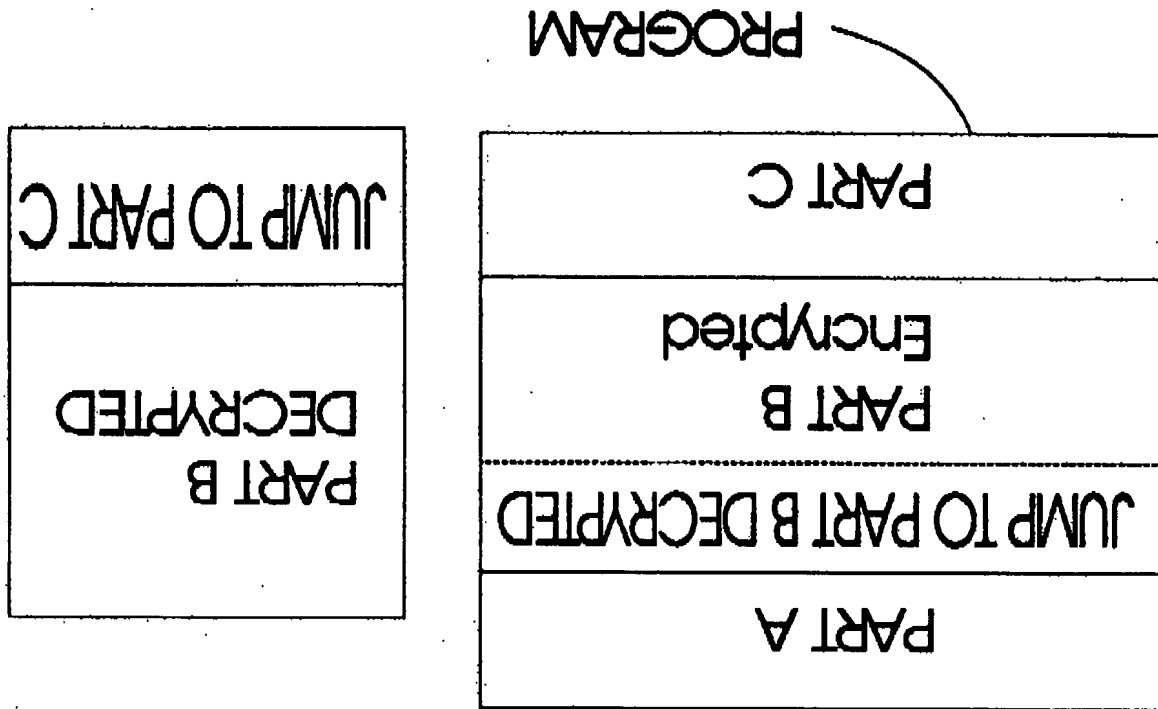 PART A
JUMP TO PART B DECRYPTED
PART B
Encrypted
PART C
PROGRAM
PART B
DECRYPTED
JUMP TO PART C